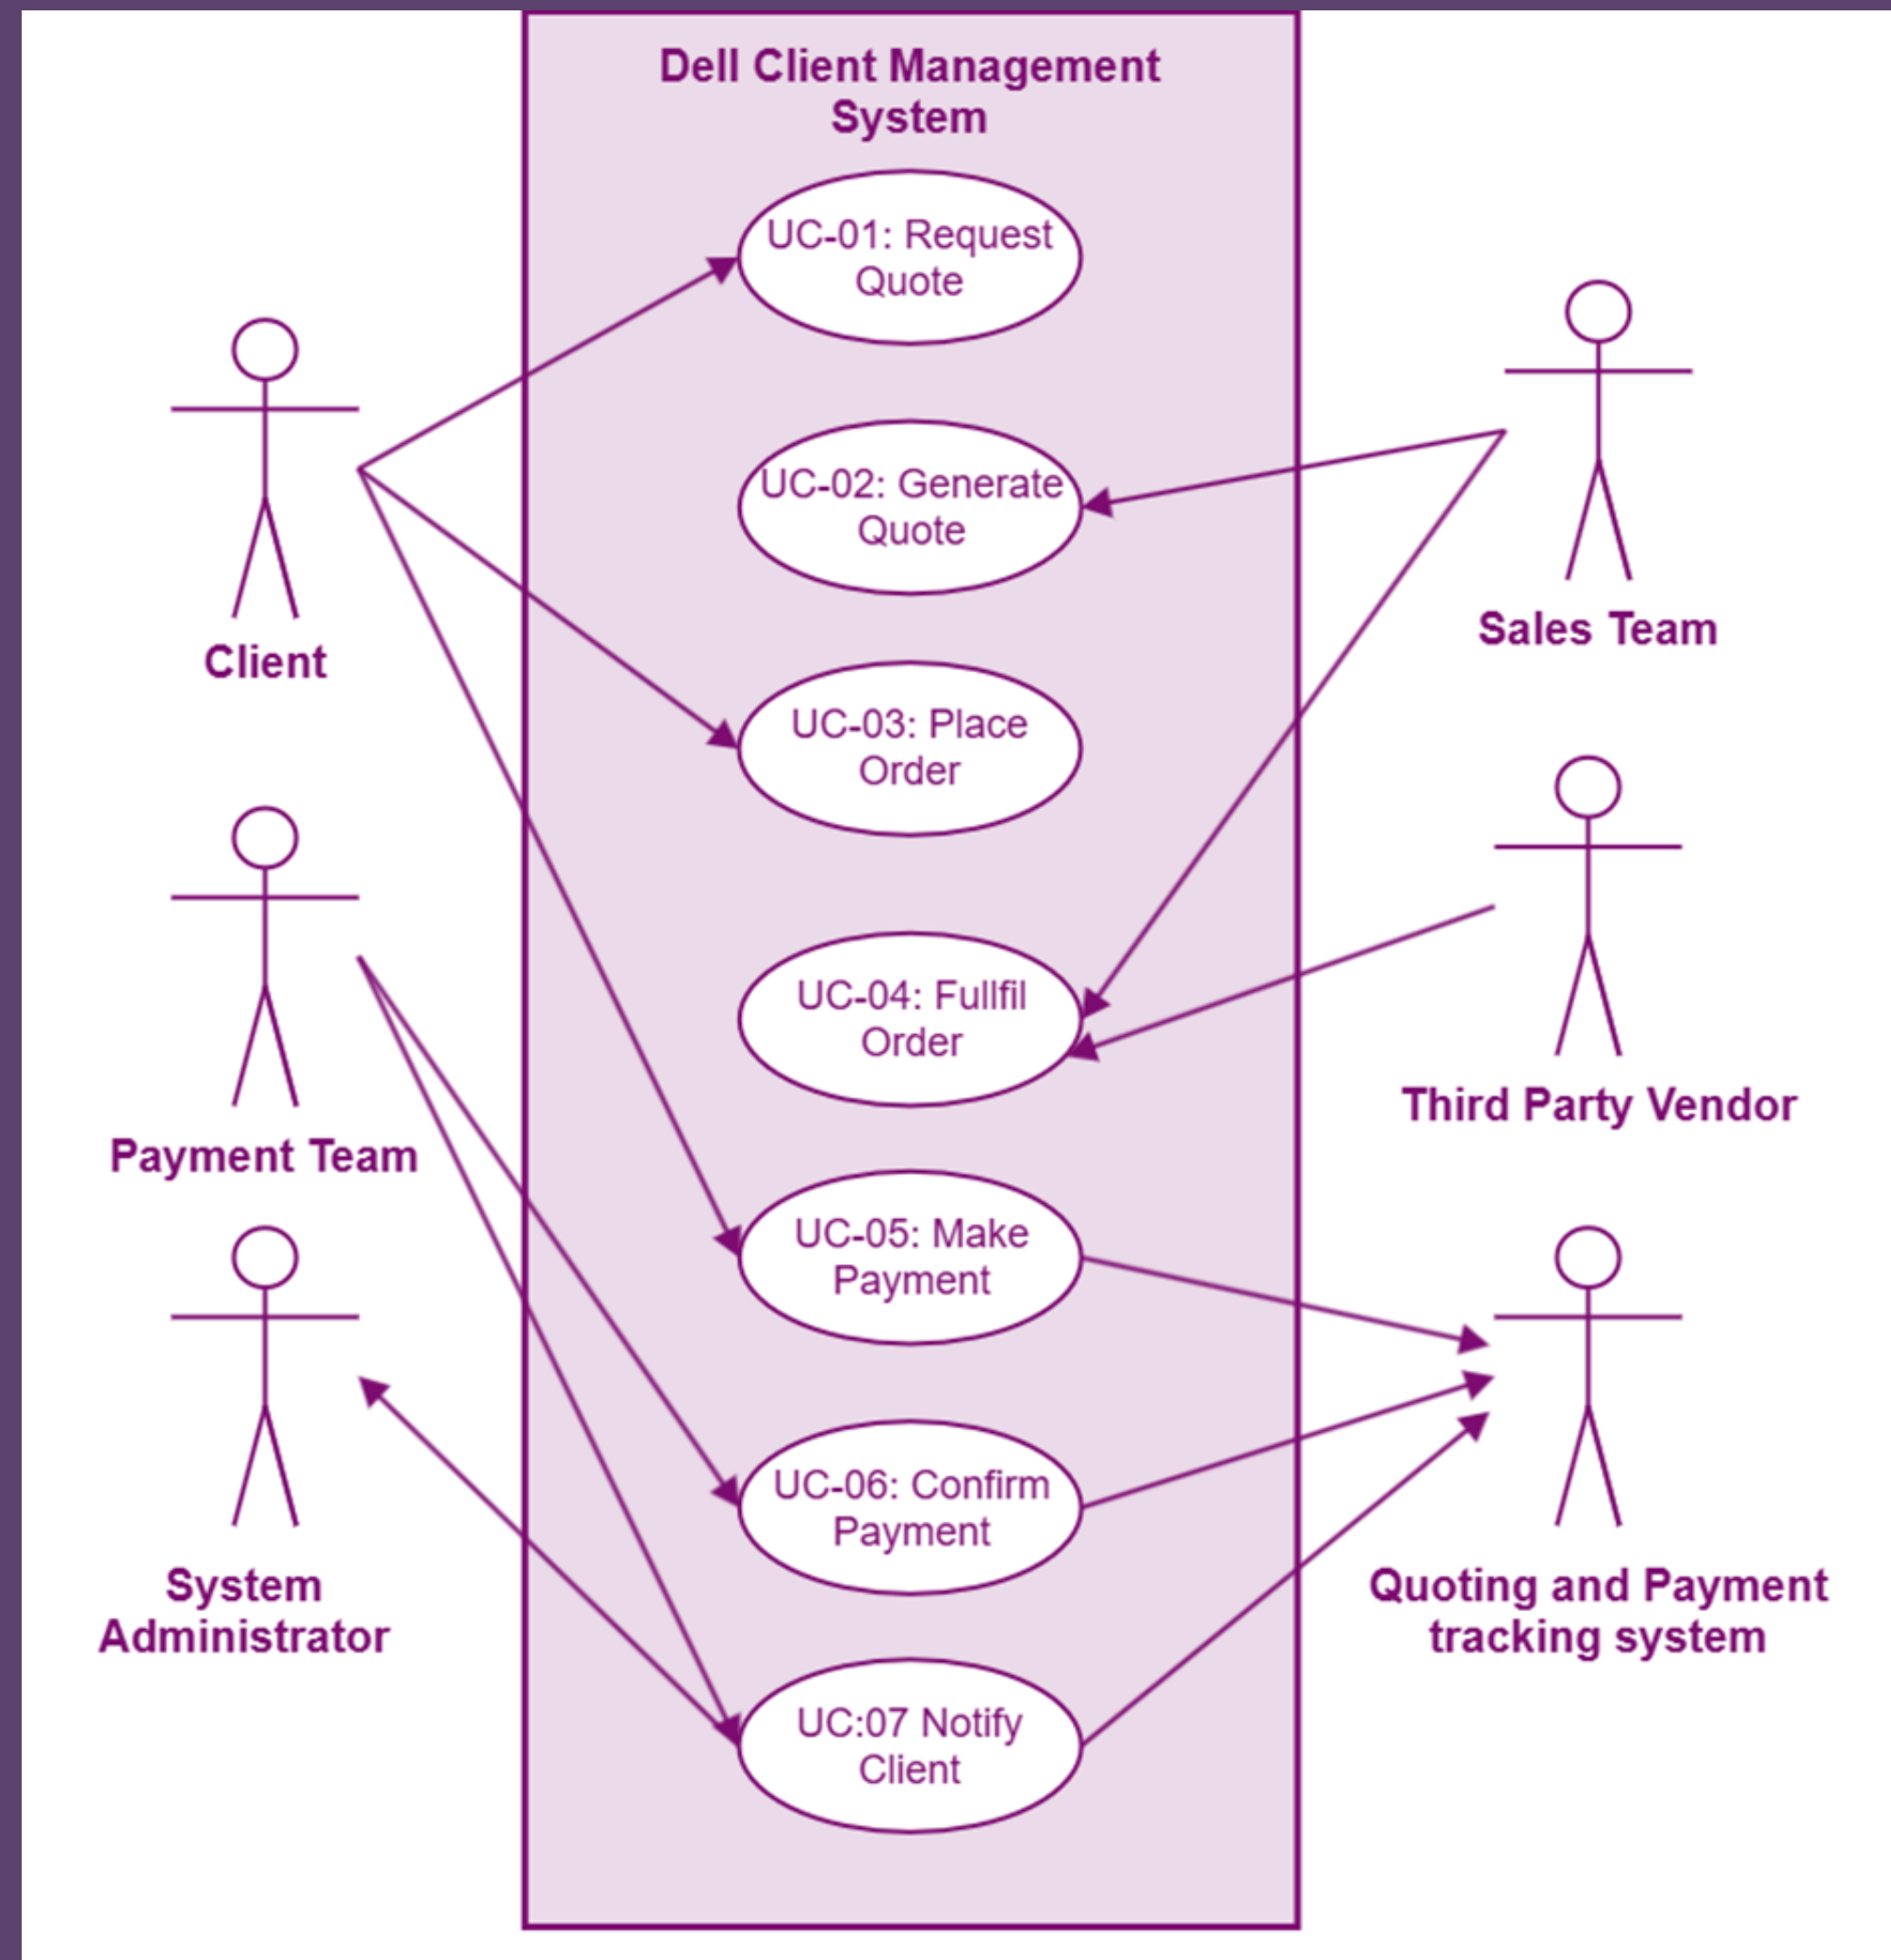 Dell Client Management
System
UC-01: Request
Quote
UC-02: Generate
Quote
UC-03: Place
Order
UC-04: Fullfil
Order
UC-05: Make
Payment
UC-06: Confirm
Payment
UC:07 Notify
Client
Client
Payment Team
System
Administrator
Sales Team
Third Party Vendor
Quoting and Payment
tracking system